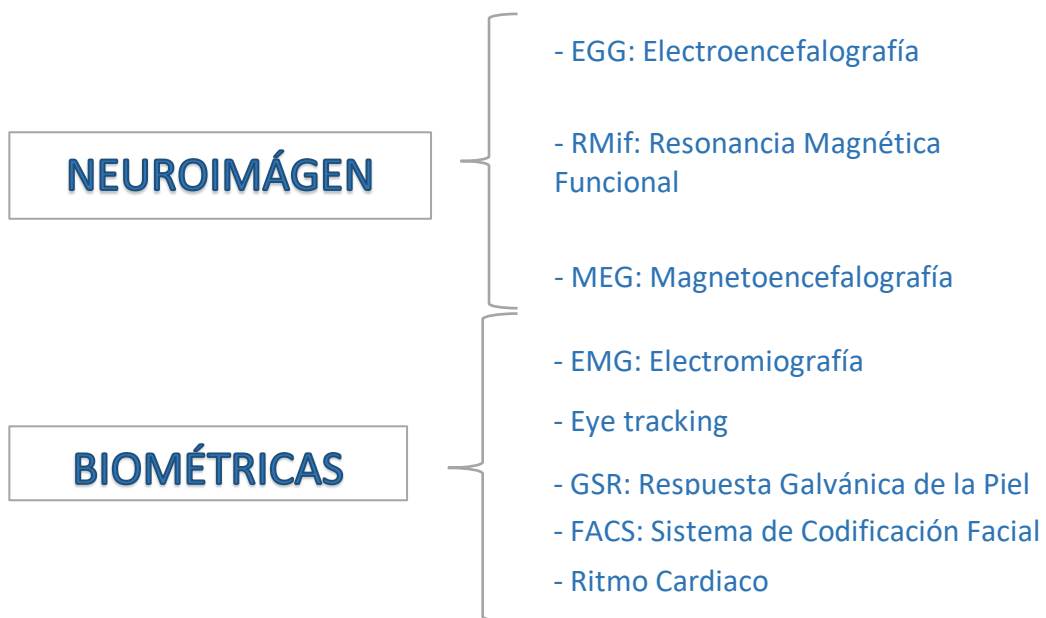 NEUROIMÁGEN
- EGG: Electroencefalografía
- RMif: Resonancia Magnética
Funcional
- MEG: Magnetoencefalografía
BIOMÉTRICAS
- EMG: Electromiografía
- Eye tracking
- GSR: Respuesta Galvánica de la Piel
- FACS: Sistema de Codificación Facial
- Ritmo Cardiaco